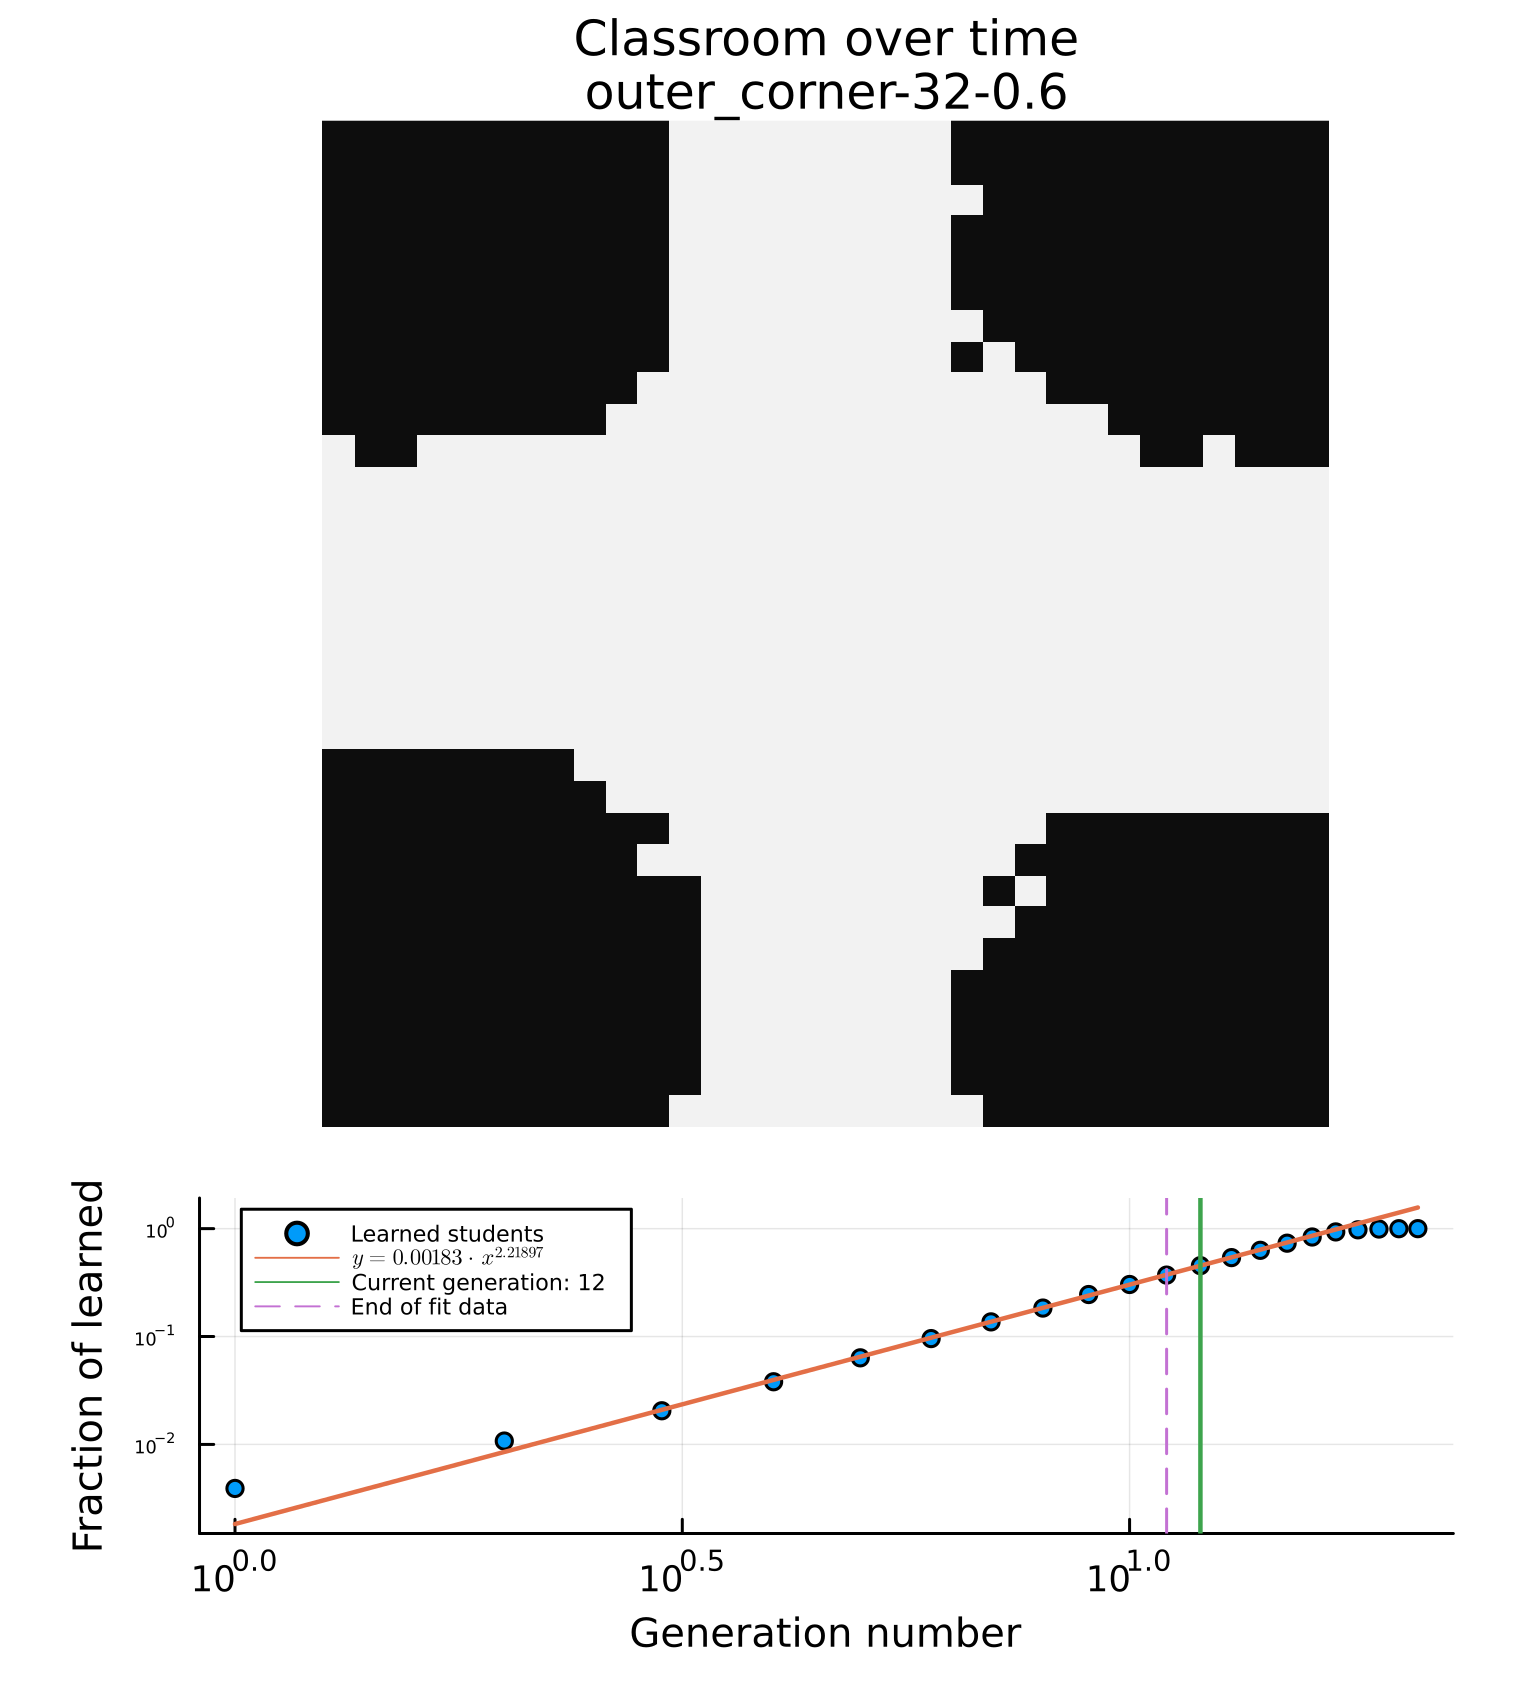 Classroom over time
outer_corner-32-0.6
Fraction of learned
10⁰
10⁻¹
10⁻²
Learned students
y = 0.00183 · x^2.21897
Current generation: 12
End of fit data
10^0.0
10^0.5
10^1.0
Generation number